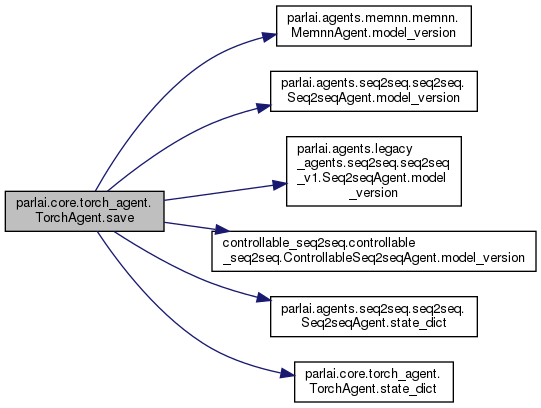 parlai.agents.memnn.memnn.
MemnnAgent.model_version
parlai.agents.seq2seq.seq2seq.
Seq2seqAgent.model_version
parlai.agents.legacy
_agents.seq2seq.seq2seq
_v1.Seq2seqAgent.model
_version
parlai.core.torch_agent.
TorchAgent.save
controllable_seq2seq.controllable
_seq2seq.ControllableSeq2seqAgent.model_version
parlai.agents.seq2seq.seq2seq.
Seq2seqAgent.state_dict
parlai.core.torch_agent.
TorchAgent.state_dict